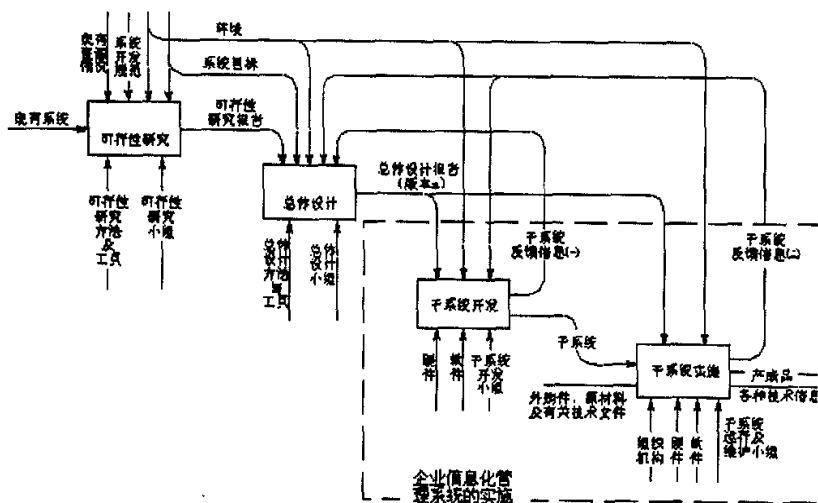 环境
系统
开发
规范
系统目标
现有系统
可行性研究
可行性
研究报告
可行性
研究
方法
及
工具
可行性
研究
小组
总体设计
总体设计报告
总体
设计
方法
工具
总体
设计
小组
子系统
反馈信息(一)
子系统
反馈信息(二)
子系统开发
硬件
软件
子系统
开发
小组
子系统
子系统实施
产成品
各种技术信息
外购件，原材料
及有关技术文件
组织
机构
硬件
软件
子系统
运行及
维护小组
企业信息化管
理系统的实施